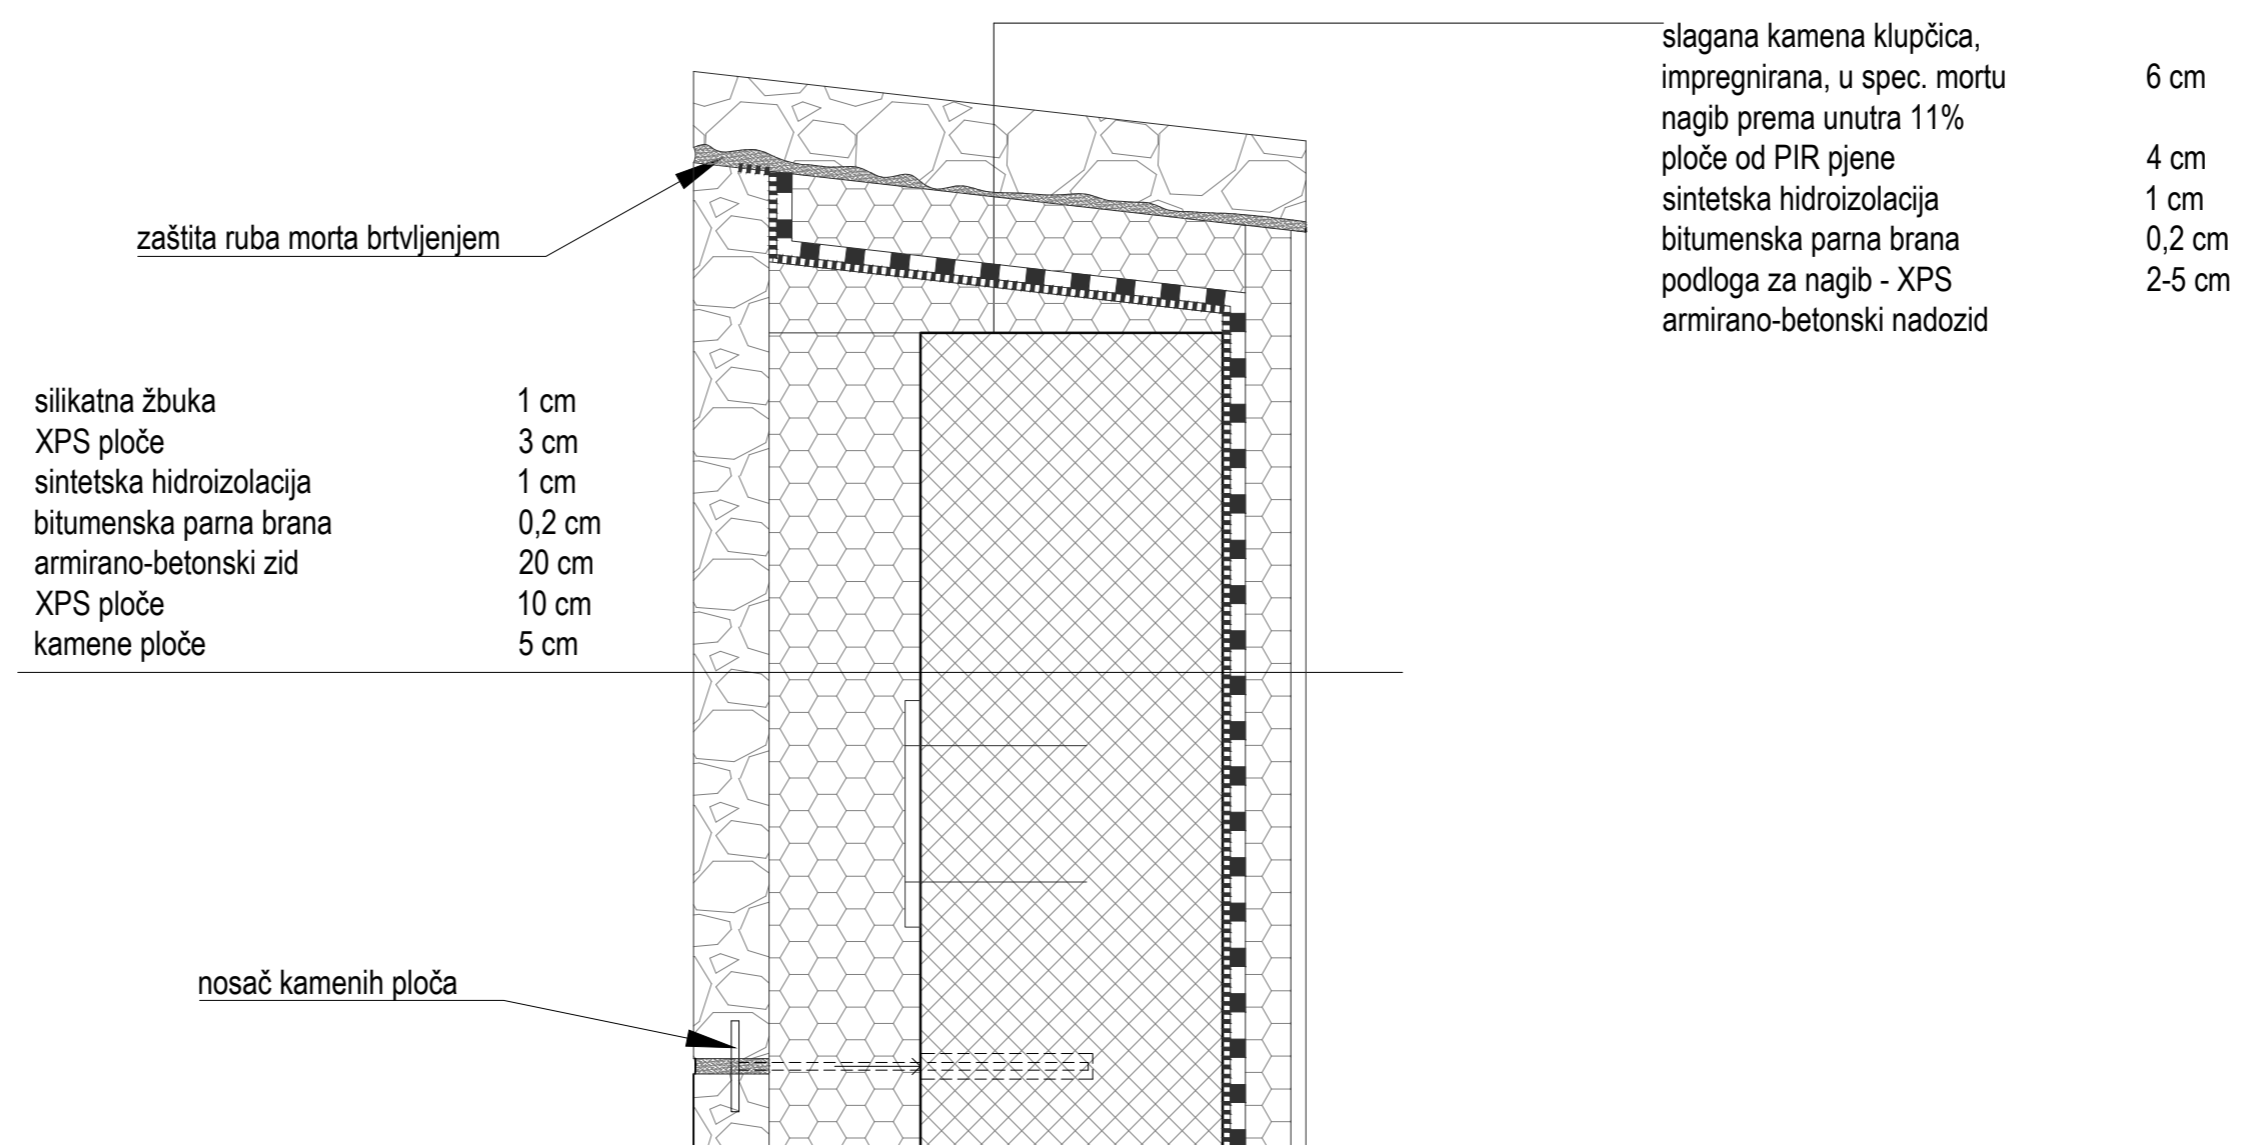 slagana kamena klupčica,
impregnirana, u spec. mortu 6 cm
nagib prema unutra 11%
ploče od PIR pjene 4 cm
sintetska hidroizolacija 1 cm
bitumenska parna brana 0,2 cm
podloga za nagib - XPS 2-5 cm
armirano-betonski nadozid
zaštita ruba morta brtvljenjem
silikatna žbuka 1 cm
XPS ploče 3 cm
sintetska hidroizolacija 1 cm
bitumenska parna brana 0,2 cm
armirano-betonski zid 20 cm
XPS ploče 10 cm
kamene ploče 5 cm
nosač kamenih ploča